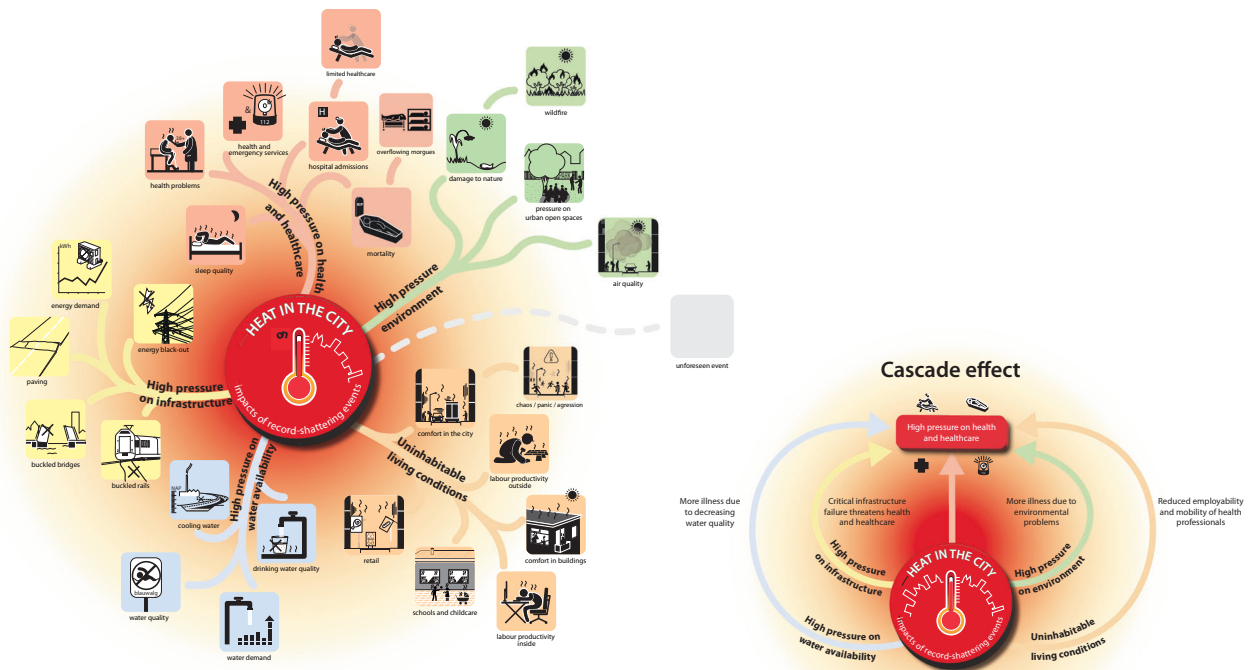 limited healthcare
wildfire
&
112
health and
emergency services
H
hospital admissions
overflowing morgues
damage to nature
health problems
pressure on
urban open spaces
High pressure on health
and healthcare
RIP
mortality
sleep quality
air quality
kWh
energy demand
High pressure
environment
energy black-out
HEAT IN THE CITY
impacts of record-shattering events
unforeseen event
paving
High pressure
on infrastructure
chaos / panic / agression
comfort in the city
buckled bridges
buckled rails
Uninhabitable
living conditions
labour productivity
outside
High pressure on
water availability
NAP
cooling water
drinking water quality
retail
comfort in buildings
blauwalg
water quality
water demand
schools and childcare
labour productivity
inside
Cascade effect
High pressure on health
and healthcare
More illness due
to decreasing
water quality
Critical infrastructure
failure threatens health
and healthcare
More illness due to
environmental
problems
Reduced employability
and mobility of health
professionals
High pressure
on infrastructure
HEAT IN THE CITY
impacts of record-shattering events
High pressure
on environment
High pressure on
water availability
Uninhabitable
living conditions